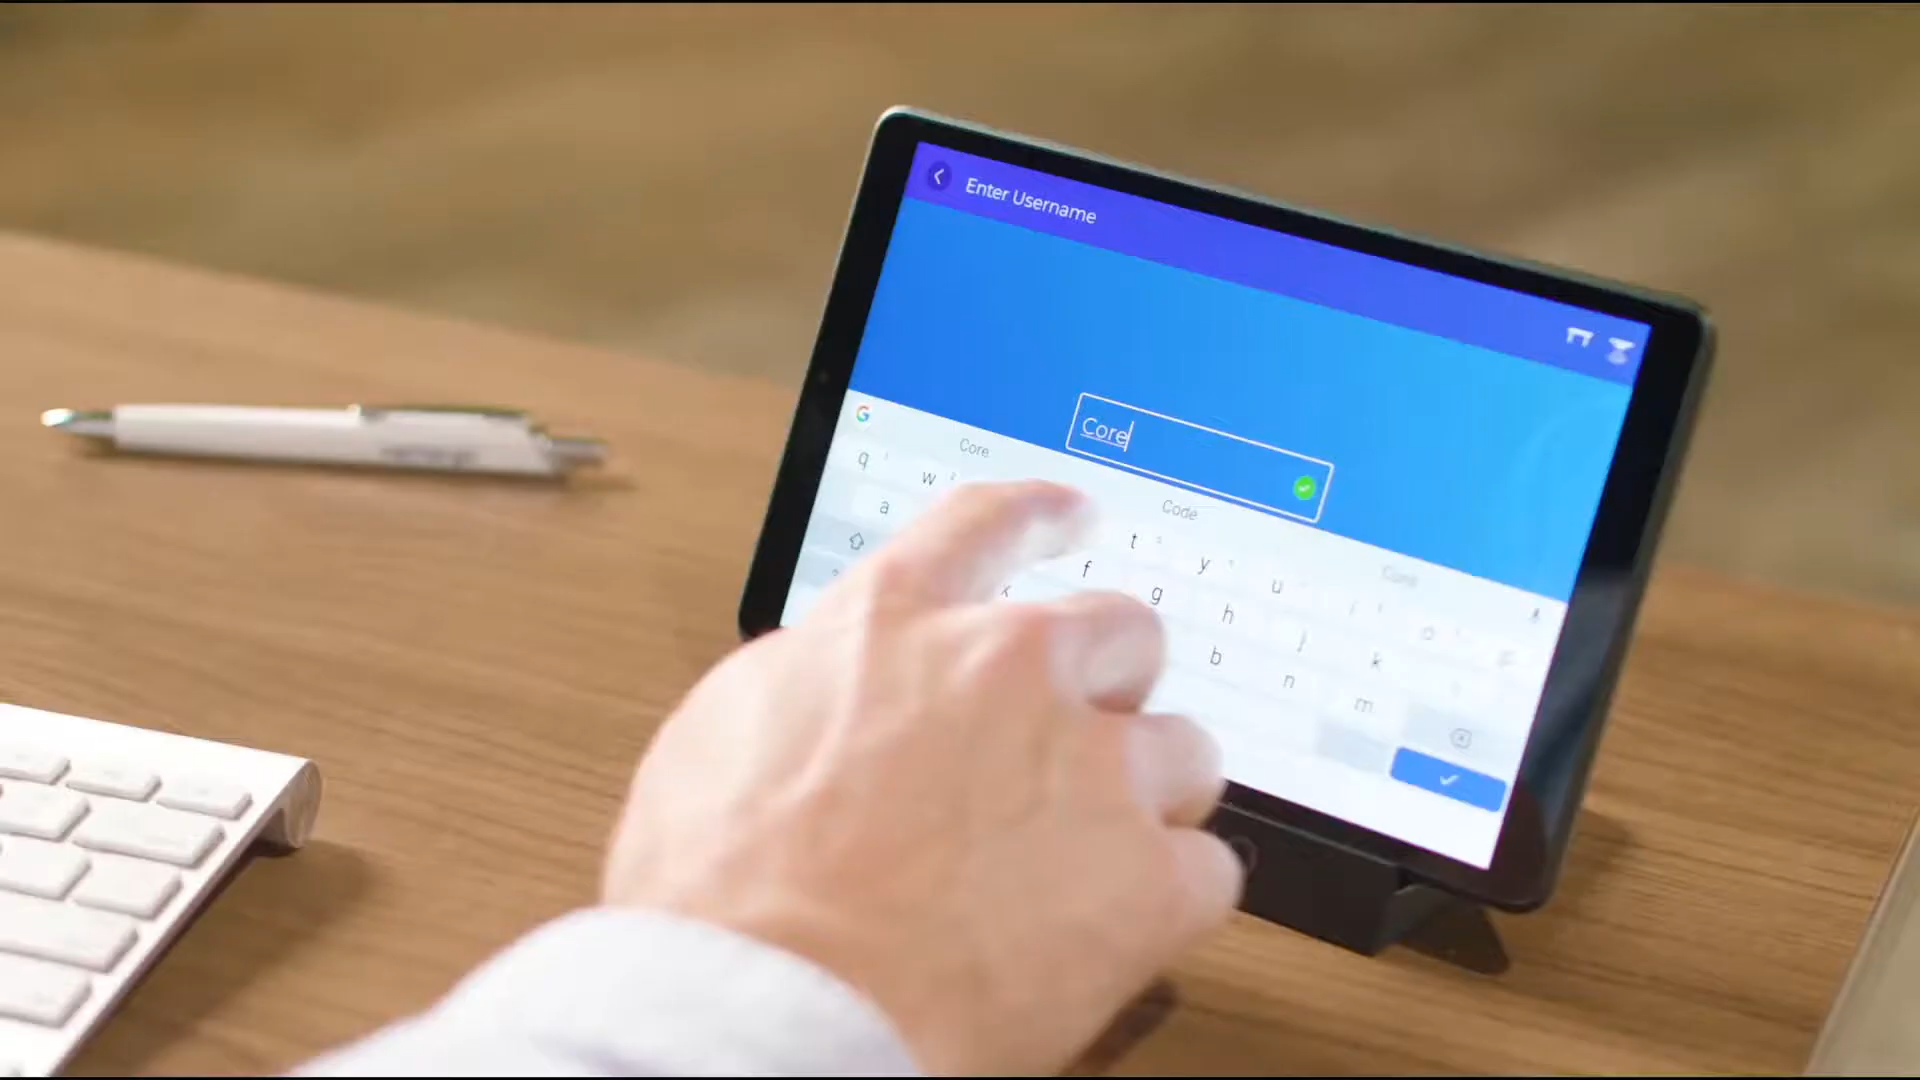 Enter Username
Core
Core
Code
q w
t y u i o
a
f g h j k
x
b n m